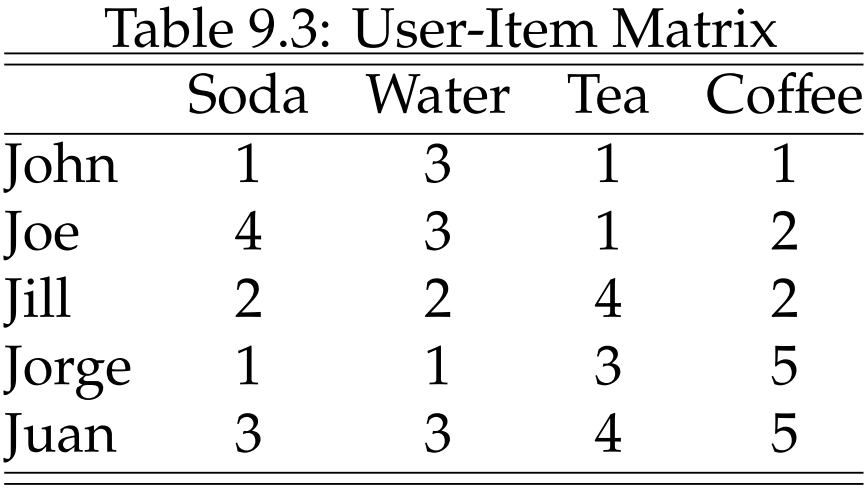 Table 9.3: User-Item Matrix
Soda Water Tea Coffee
John 1 3 1 1
Joe 4 3 1 2
Jill 2 2 4 2
Jorge 1 1 3 5
Juan 3 3 4 5